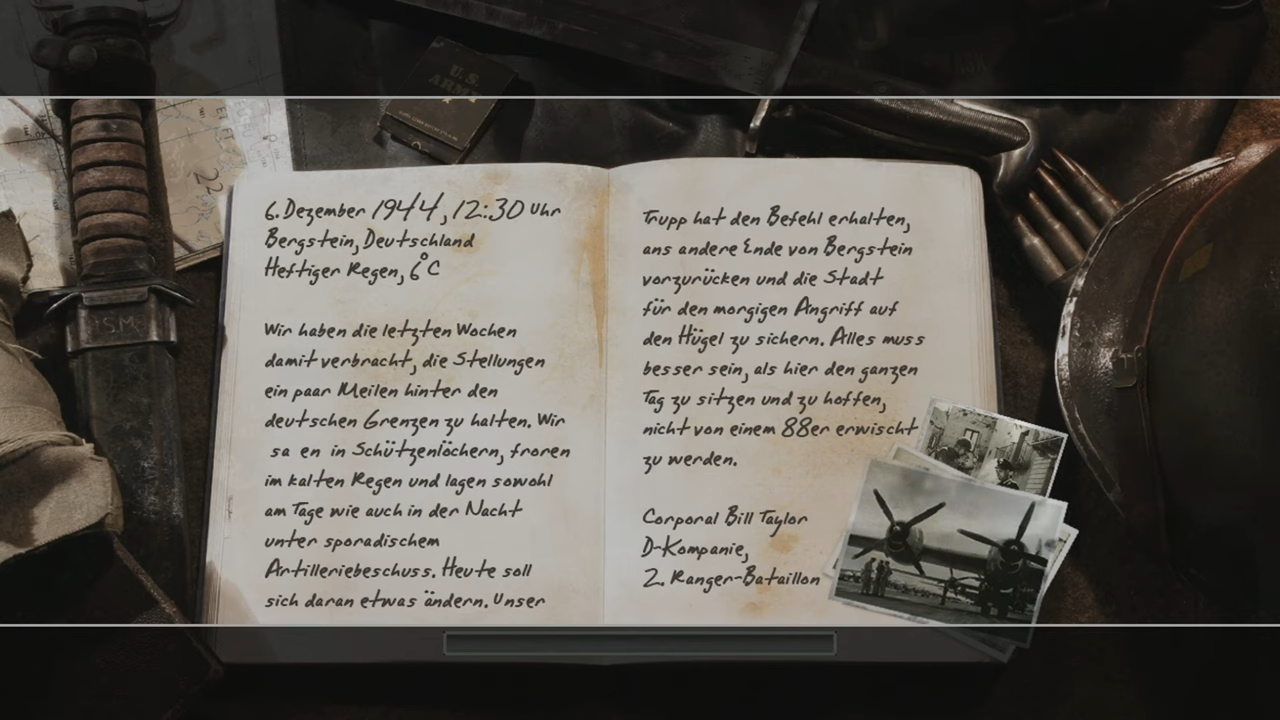 U.S.
ARMY
22
S.M.
6. Dezember 1944, 12:30 Uhr
Bergstein, Deutschland
Heftiger Regen, 6°C
Wir haben die letzten Wochen
damit verbracht, die Stellungen
ein paar Meilen hinter den
deutschen Grenzen zu halten. Wir
sa en in Schützenlöchern, froren
im kalten Regen und lagen sowohl
am Tage wie auch in der Nacht
unter sporadischem
Artilleriebeschuss. Heute soll
sich daran etwas ändern. Unser
Trupp hat den Befehl erhalten,
ans andere Ende von Bergstein
vorzurücken und die Stadt
für den morgigen Angriff auf
den Hügel zu sichern. Alles muss
besser sein, als hier den ganzen
Tag zu sitzen und zu hoffen,
nicht von einem 88er erwischt
zu werden.
Corporal Bill Taylor
D-Kompanie,
2. Ranger-Bataillon